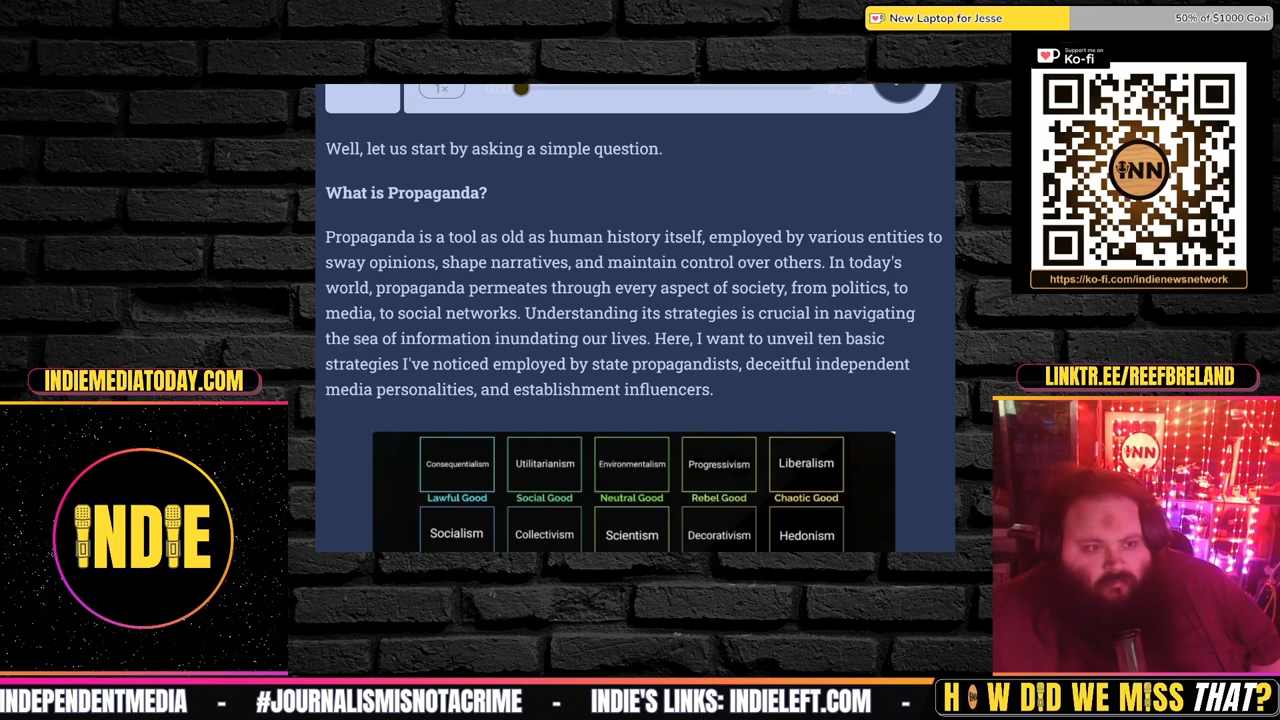 New Laptop for Jesse
50% of $1000 Goal
Support me on
Ko-fi
iNN
https://ko-fi.com/indienewsnetwork
1×
Well, let us start by asking a simple question.
What is Propaganda?
Propaganda is a tool as old as human history itself, employed by various entities to
sway opinions, shape narratives, and maintain control over others. In today's
world, propaganda permeates through every aspect of society, from politics, to
media, to social networks. Understanding its strategies is crucial in navigating
the sea of information inundating our lives. Here, I want to unveil ten basic
strategies I've noticed employed by state propagandists, deceitful independent
media personalities, and establishment influencers.
Consequentialism Utilitarianism Environmentalism Progressivism Liberalism
Lawful Good Social Good Neutral Good Rebel Good Chaotic Good
Socialism Collectivism Scientism Decorativism Hedonism
INDIEMEDIATODAY.COM
INDIE
LINKTR.EE/REEFBRELAND
iNN
INDEPENDENTMEDIA - #JOURNALISMISNOTACRIME - INDIE'S LINKS: INDIELEFT.COM -
HOW DID WE MISS THAT?